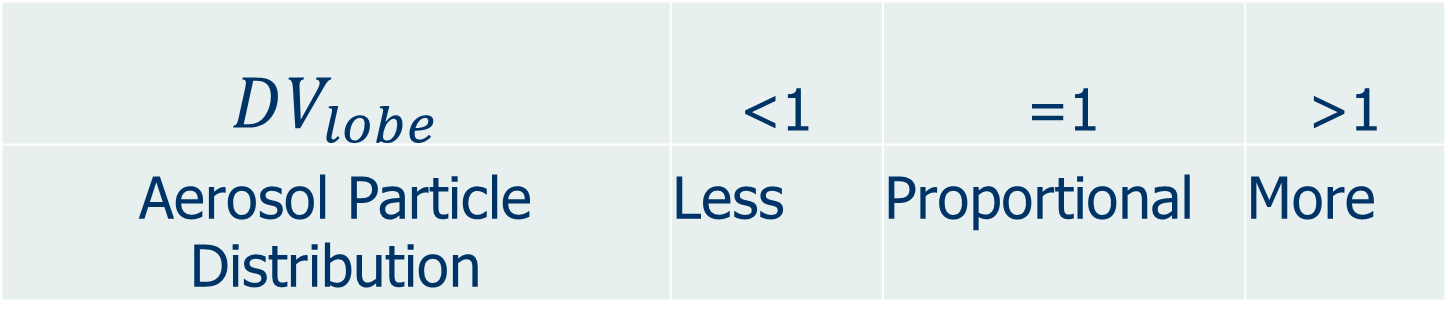 DV_lobe <1 =1 >1
Aerosol Particle Less Proportional More
Distribution